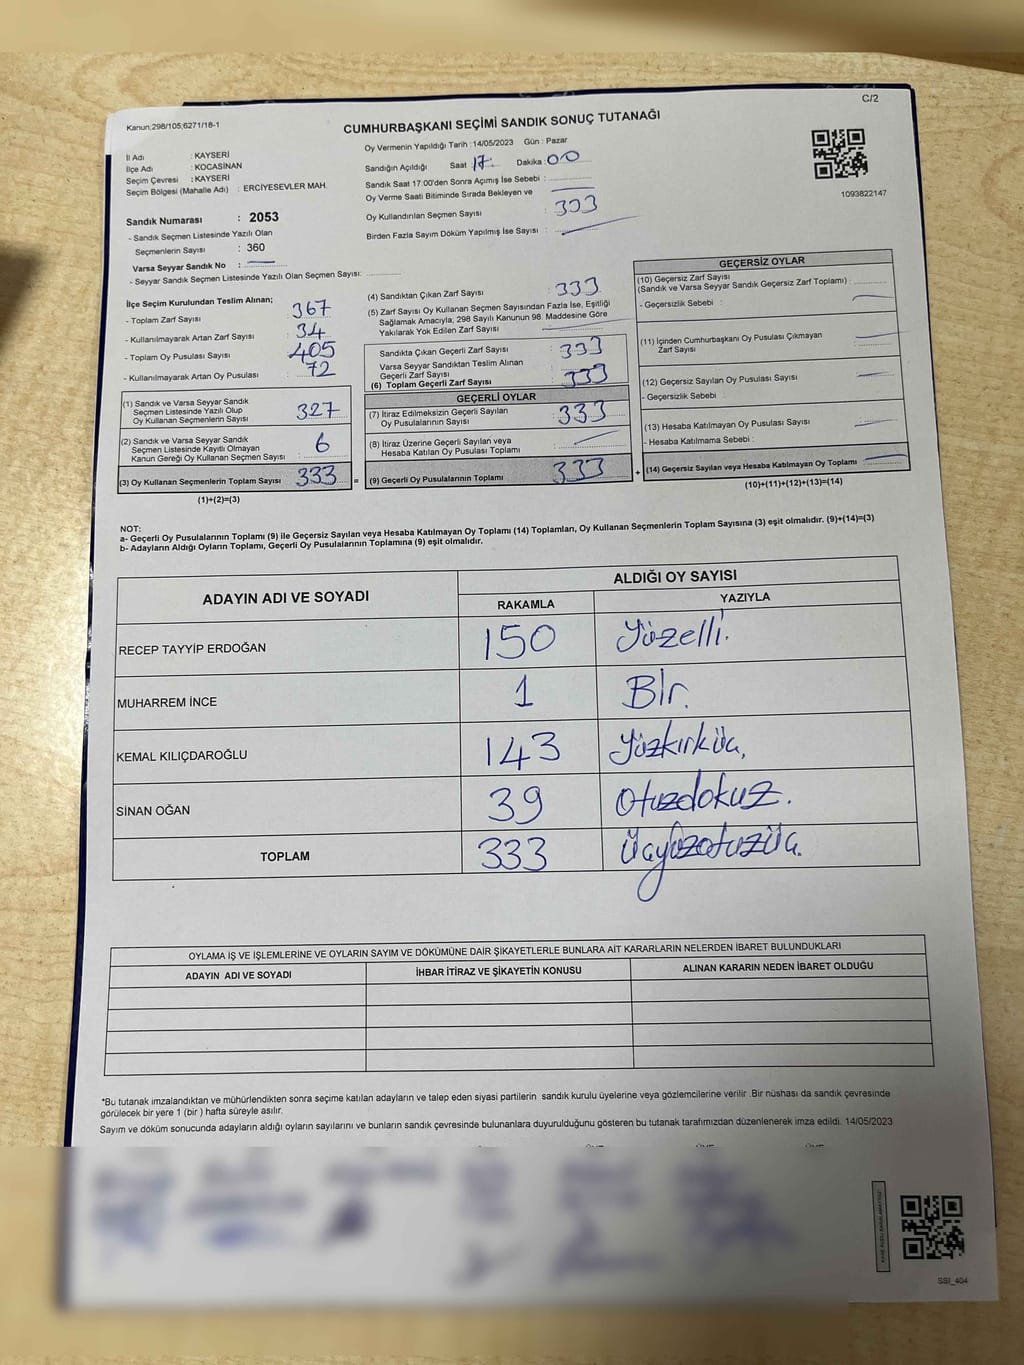 C/2
Kanun;298/105;6271/18-1
CUMHURBAŞKANI SEÇİMİ SANDIK SONUÇ TUTANAĞI
İl Adı : KAYSERİ
İlçe Adı : KOCASİNAN
Seçim Çevresi : KAYSERİ
Seçim Bölgesi (Mahalle Adı) : ERCİYESEVLER MAH.
Sandık Numarası : 2053
- Sandık Seçmen Listesinde Yazılı Olan
Seçmenlerin Sayısı : 360
Varsa Seyyar Sandık No :
- Seyyar Sandık Seçmen Listesinde Yazılı Olan Seçmen Sayısı:
Oy Vermenin Yapıldığı Tarih : 14/05/2023 Gün : Pazar
Sandığın Açıldığı Saat 17: Dakika : 00
Sandık Saat 17:00'den Sonra Açımış İse Sebebi :
Oy Verme Saati Bitiminde Sırada Bekleyen ve
Oy Kullandırılan Seçmen Sayısı : 333
Birden Fazla Sayım Döküm Yapılmış İse Sayısı :
1093822147
İlçe Seçim Kurulundan Teslim Alınan;
- Toplam Zarf Sayısı : 367
- Kullanılmayarak Artan Zarf Sayısı : 34
- Toplam Oy Pusulası Sayısı : 405
- Kullanılmayarak Artan Oy Pusulası : 72
(1) Sandık ve Varsa Seyyar Sandık
Seçmen Listesinde Yazılı Olup
Oy Kullanan Seçmenlerin Sayısı : 327
(2) Sandık ve Varsa Seyyar Sandık
Seçmen Listesinde Kayıtlı Olmayan
Kanun Gereği Oy Kullanan Seçmen Sayısı : 6
(3) Oy Kullanan Seçmenlerin Toplam Sayısı : 333
(1)+(2)=(3)
(4) Sandıktan Çıkan Zarf Sayısı : 333
(5) Zarf Sayısı Oy Kullanan Seçmen Sayısından Fazla İse, Eşitliği
Sağlamak Amacıyla; 298 Sayılı Kanunun 98. Maddesine Göre
Yakılarak Yok Edilen Zarf Sayısı :
Sandıkta Çıkan Geçerli Zarf Sayısı : 333
Varsa Seyyar Sandıktan Teslim Alınan
Geçerli Zarf Sayısı
(6) Toplam Geçerli Zarf Sayısı : 333
GEÇERLİ OYLAR
(7) İtiraz Edilmeksizin Geçerli Sayılan
Oy Pusulalarının Sayısı : 333
(8) İtiraz Üzerine Geçerli Sayılan veya
Hesaba Katılan Oy Pusulası Toplamı :
= (9) Geçerli Oy Pusulalarının Toplamı : 333
GEÇERSİZ OYLAR
(10) Geçersiz Zarf Sayısı
(Sandık ve Varsa Seyyar Sandık Geçersiz Zarf Toplamı) :
- Geçersizlik Sebebi :
(11) İçinden Cumhurbaşkanı Oy Pusulası Çıkmayan
Zarf Sayısı :
(12) Geçersiz Sayılan Oy Pusulası Sayısı :
- Geçersizlik Sebebi :
(13) Hesaba Katılmayan Oy Pusulası Sayısı :
- Hesaba Katılmama Sebebi :
+ (14) Geçersiz Sayılan veya Hesaba Katılmayan Oy Toplamı :
(10)+(11)+(12)+(13)=(14)
NOT:
a- Geçerli Oy Pusulalarının Toplamı (9) ile Geçersiz Sayılan veya Hesaba Katılmayan Oy Toplamı (14) Toplamları, Oy Kullanan Seçmenlerin Toplam Sayısına (3) eşit olmalıdır. (9)+(14)=(3)
b- Adayların Aldığı Oyların Toplamı, Geçerli Oy Pusulalarının Toplamına (9) eşit olmalıdır.
ADAYIN ADI VE SOYADI ALDIĞI OY SAYISI
RAKAMLA YAZIYLA
RECEP TAYYİP ERDOĞAN 150 Yüzelli.
MUHARREM İNCE 1 Bir.
KEMAL KILIÇDAROĞLU 143 Yüzkırküç.
SİNAN OĞAN 39 Otuzdokuz.
TOPLAM 333 Üçyüzotuzüç.
OYLAMA İŞ VE İŞLEMLERİNE VE OYLARIN SAYIM VE DÖKÜMÜNE DAİR ŞİKAYETLERLE BUNLARA AİT KARARLARIN NELERDEN İBARET BULUNDUKLARI
ADAYIN ADI VE SOYADI İHBAR İTİRAZ VE ŞİKAYETİN KONUSU ALINAN KARARIN NEDEN İBARET OLDUĞU
*Bu tutanak imzalandıktan ve mühürlendikten sonra seçime katılan adayların ve talep eden siyasi partilerin sandık kurulu üyelerine veya gözlemcilerine verilir .Bir nüshası da sandık çevresinde
görülecek bir yere 1 (bir ) hafta süreyle asılır.
Sayım ve döküm sonucunda adayların aldığı oyların sayılarını ve bunların sandık çevresinde bulunanlara duyurulduğunu gösteren bu tutanak tarafımızdan düzenlenerek imza edildi. 14/05/2023
SSI_404